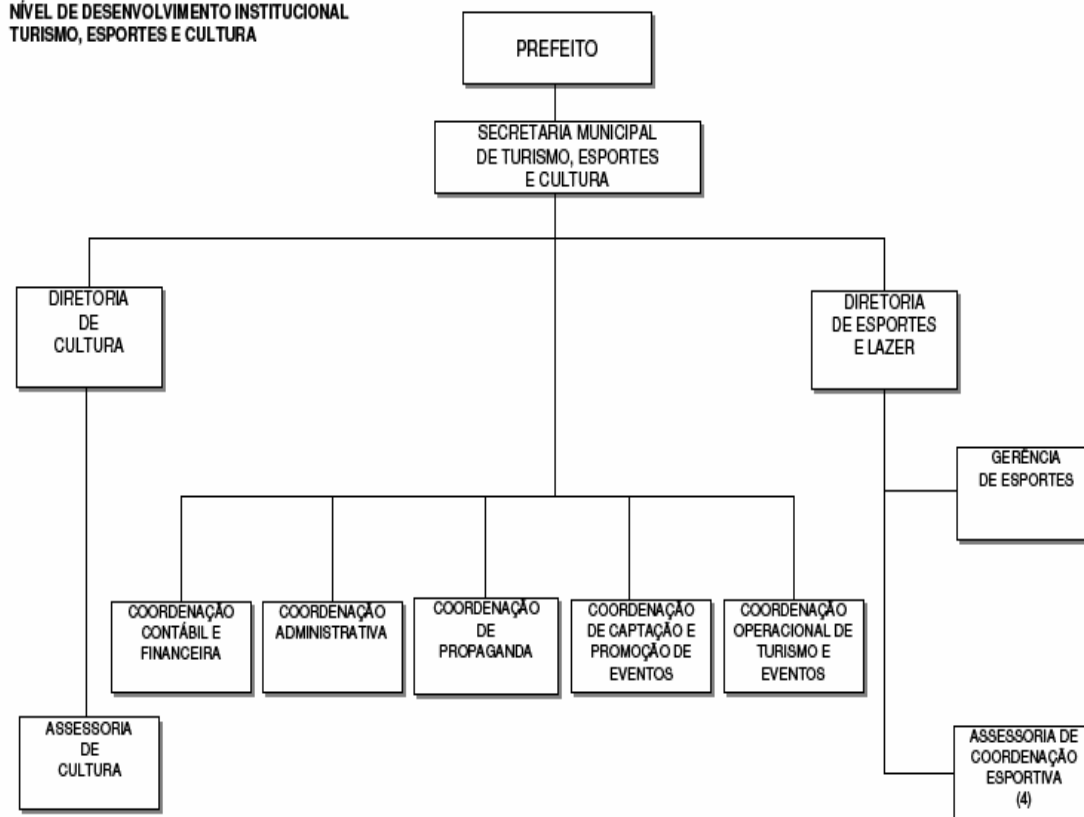 NÍVEL DE DESENVOLVIMENTO INSTITUCIONAL
TURISMO, ESPORTES E CULTURA
PREFEITO
SECRETARIA MUNICIPAL
DE TURISMO, ESPORTES
E CULTURA
DIRETORIA
DE
CULTURA
DIRETORIA
DE ESPORTES
E LAZER
GERÊNCIA
DE ESPORTES
COORDENAÇÃO
CONTÁBIL E
FINANCEIRA
COORDENAÇÃO
ADMINISTRATIVA
COORDENAÇÃO
DE
PROPAGANDA
COORDENAÇÃO
DE CAPTAÇÃO E
PROMOÇÃO DE
EVENTOS
COORDENAÇÃO
OPERACIONAL DE
TURISMO E
EVENTOS
ASSESSORIA
DE
CULTURA
ASSESSORIA DE
COORDENAÇÃO
ESPORTIVA
(4)